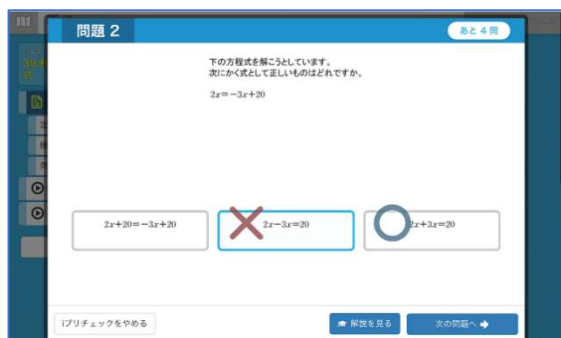 問題 2
あと 4 問
下の方程式を解こうとしています。
次にかく式として正しいものはどれですか。
2x=−3x+20
2x+20=−3x+20
2x−3x=20
2x+3x=20
iプリチェックをやめる
解説を見る
次の問題へ